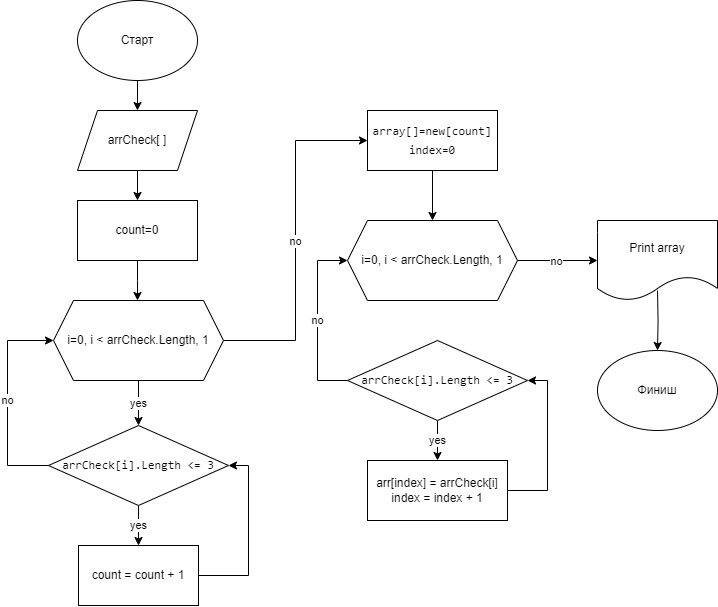 Старт
arrCheck[ ]
count=0
i=0, i < arrCheck.Length, 1
yes
no
arrCheck[i].Length <= 3
yes
count = count + 1
no
array[]=new[count]
index=0
i=0, i < arrCheck.Length, 1
no
no
arrCheck[i].Length <= 3
yes
arr[index] = arrCheck[i]
index = index + 1
Print array
Финиш